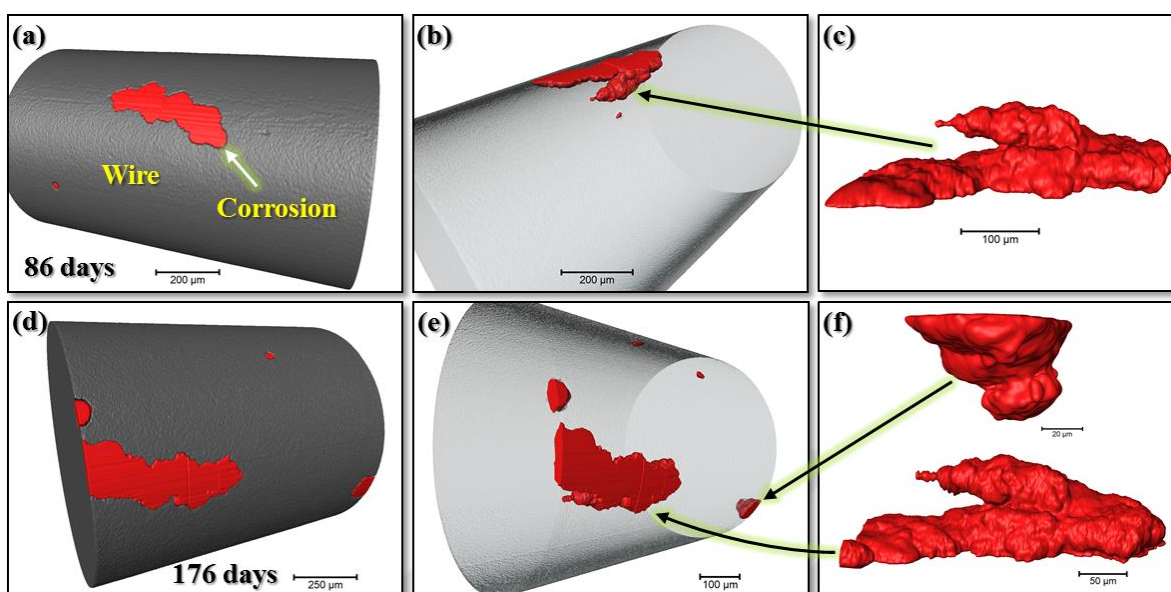 (a)
Wire
Corrosion
86 days
200 µm
(b)
200 µm
(c)
100 µm
(d)
176 days
250 µm
(e)
100 µm
(f)
20 µm
50 µm